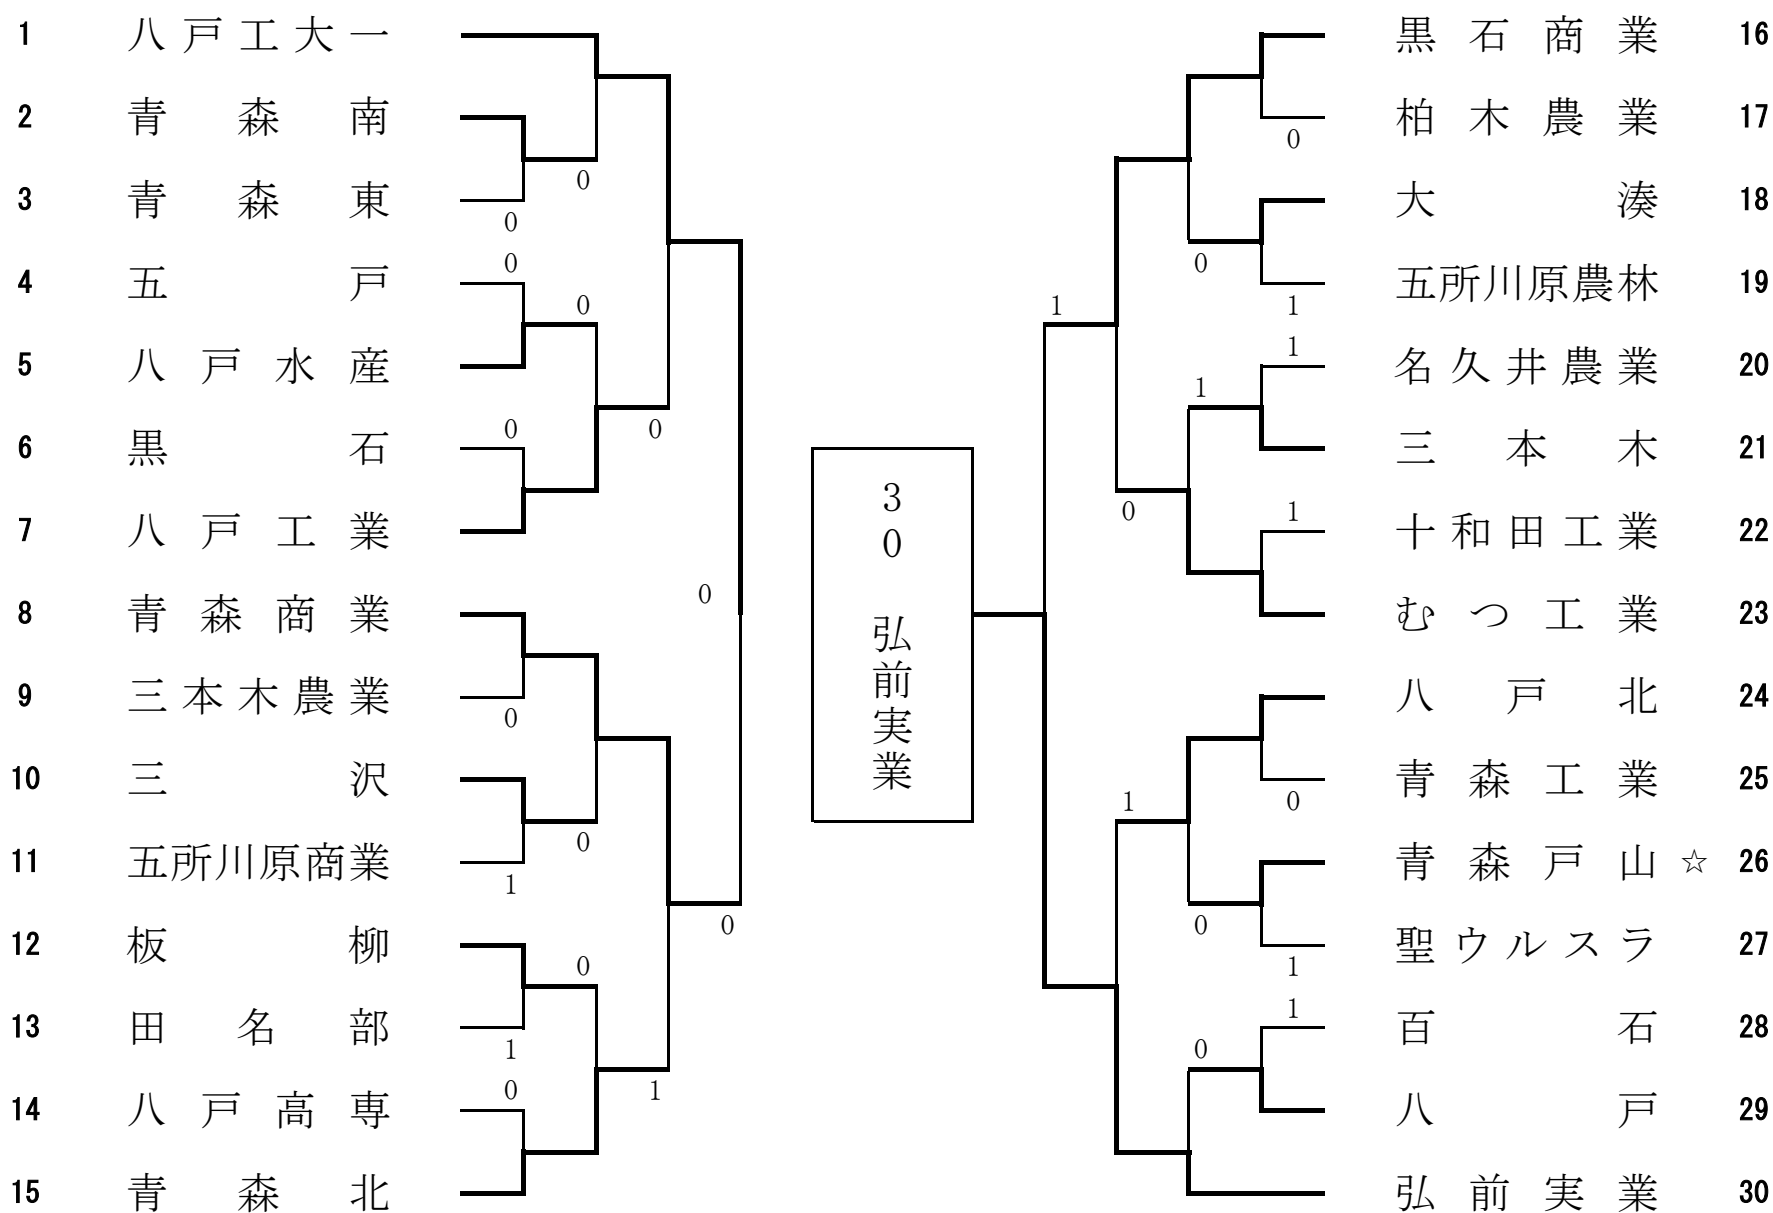 1 八戸工大一
2 青森南
0
3 青森東
0
4 五戸
0
0
5 八戸水産
6 黒石
0
0
7 八戸工業
8 青森商業
0
9 三本木農業
0
10 三沢
11 五所川原商業
0
1
12 板柳
0
0
13 田名部
1
14 八戸高専
0
1
15 青森北
30 弘前実業
黒石商業 16
柏木農業 17
0
大湊 18
0
五所川原農林 19
1
1
名久井農業 20
1
1
三本木 21
十和田工業 22
1
0
むつ工業 23
八戸北 24
青森工業 25
1
0
青森戸山☆ 26
聖ウルスラ 27
0
1
百石 28
1
0
八戸 29
弘前実業 30